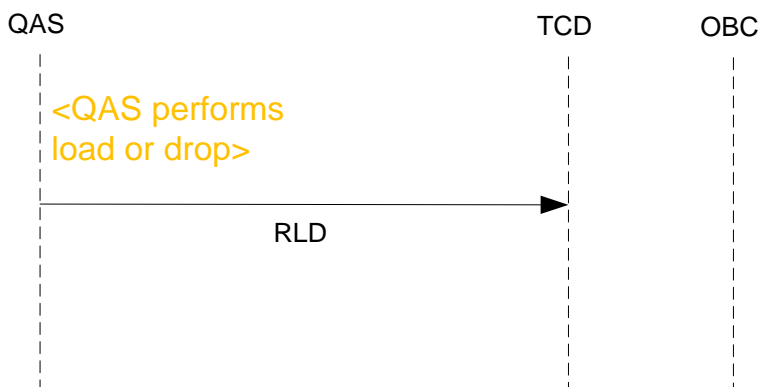 QAS
TCD
OBC
<QAS performs
load or drop>
RLD